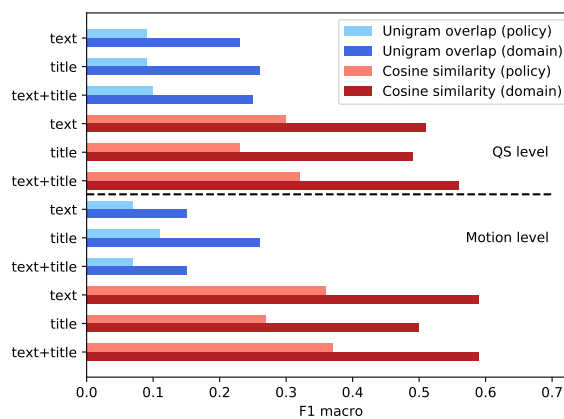 text
Unigram overlap (policy)
title
Unigram overlap (domain)
text+title
Cosine similarity (policy)
Cosine similarity (domain)
text
title
QS level
text+title
text
title
Motion level
text+title
text
title
text+title
0.0 0.1 0.2 0.3 0.4 0.5 0.6 0.7
F1 macro